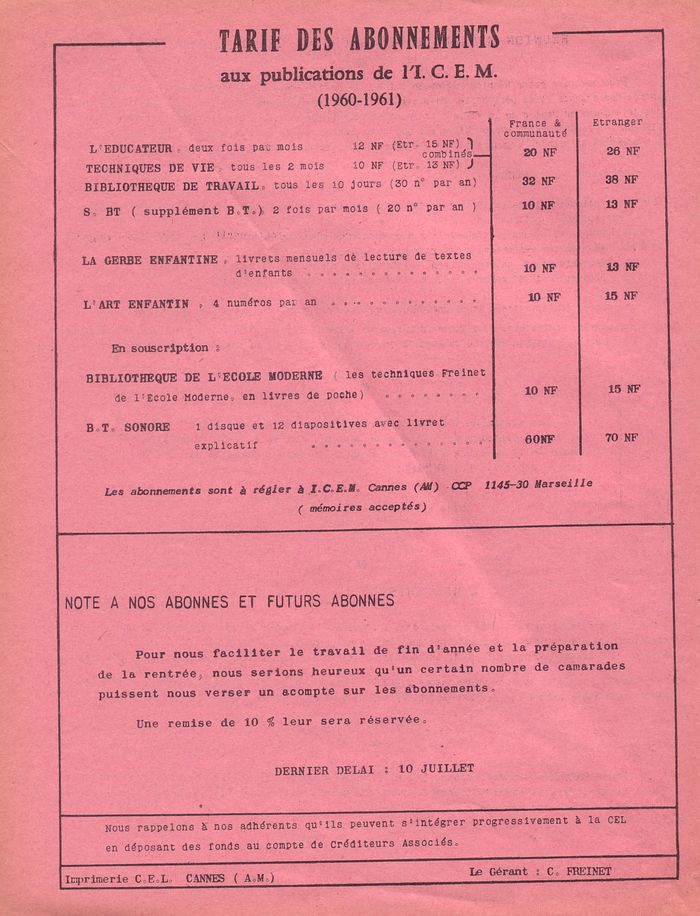 TARIF DES ABONNEMENTS
aux publications de l'I. C. E. M.
(1960-1961)
France & communauté
Etranger
L'EDUCATEUR, deux fois par mois 12 NF (Etr. 15 NF)
combinés 20 NF 26 NF
TECHNIQUES DE VIE, tous les 2 mois 10 NF (Etr. 13 NF)
BIBLIOTHEQUE DE TRAVAIL, tous les 10 jours (30 n° par an) 32 NF 38 NF
S. BT ( supplément B.T.) 2 fois par mois ( 20 n° par an ) 10 NF 13 NF
LA GERBE ENFANTINE, livrets mensuels dè lecture de textes
d'enfants . . . . . . . . . . . . . . 10 NF 13 NF
L'ART ENFANTIN , 4 numéros par an . . . . . . . . . . . . 10 NF 15 NF
En souscription :
BIBLIOTHEQUE DE L'ECOLE MODERNE ( les techniques Freinet
de l'Ecole Moderne, en livres de poche) . . . . . . . . 10 NF 15 NF
B.T. SONORE 1 disque et 12 diapositives avec livret
explicatif . . . . . . . . . . . . . 60NF 70 NF
Les abonnements sont à régler à I.C.E.M. Cannes (AM) CCP 1145-30 Marseille
( mémoires acceptés)
NOTE A NOS ABONNES ET FUTURS ABONNES
Pour nous faciliter le travail de fin d'année et la préparation
de la rentrée, nous serions heureux qu'un certain nombre de camarades
puissent nous verser un acompte sur les abonnements.
Une remise de 10 % leur sera réservée.
DERNIER DELAI : 10 JUILLET
Nous rappelons à nos adhérents qu'ils peuvent s'intégrer progressivement à la CEL
en déposant des fonds au compte de Créditeurs Associés.
Imprimerie C.E.L. CANNES ( A.M.)
Le Gérant : C. FREINET